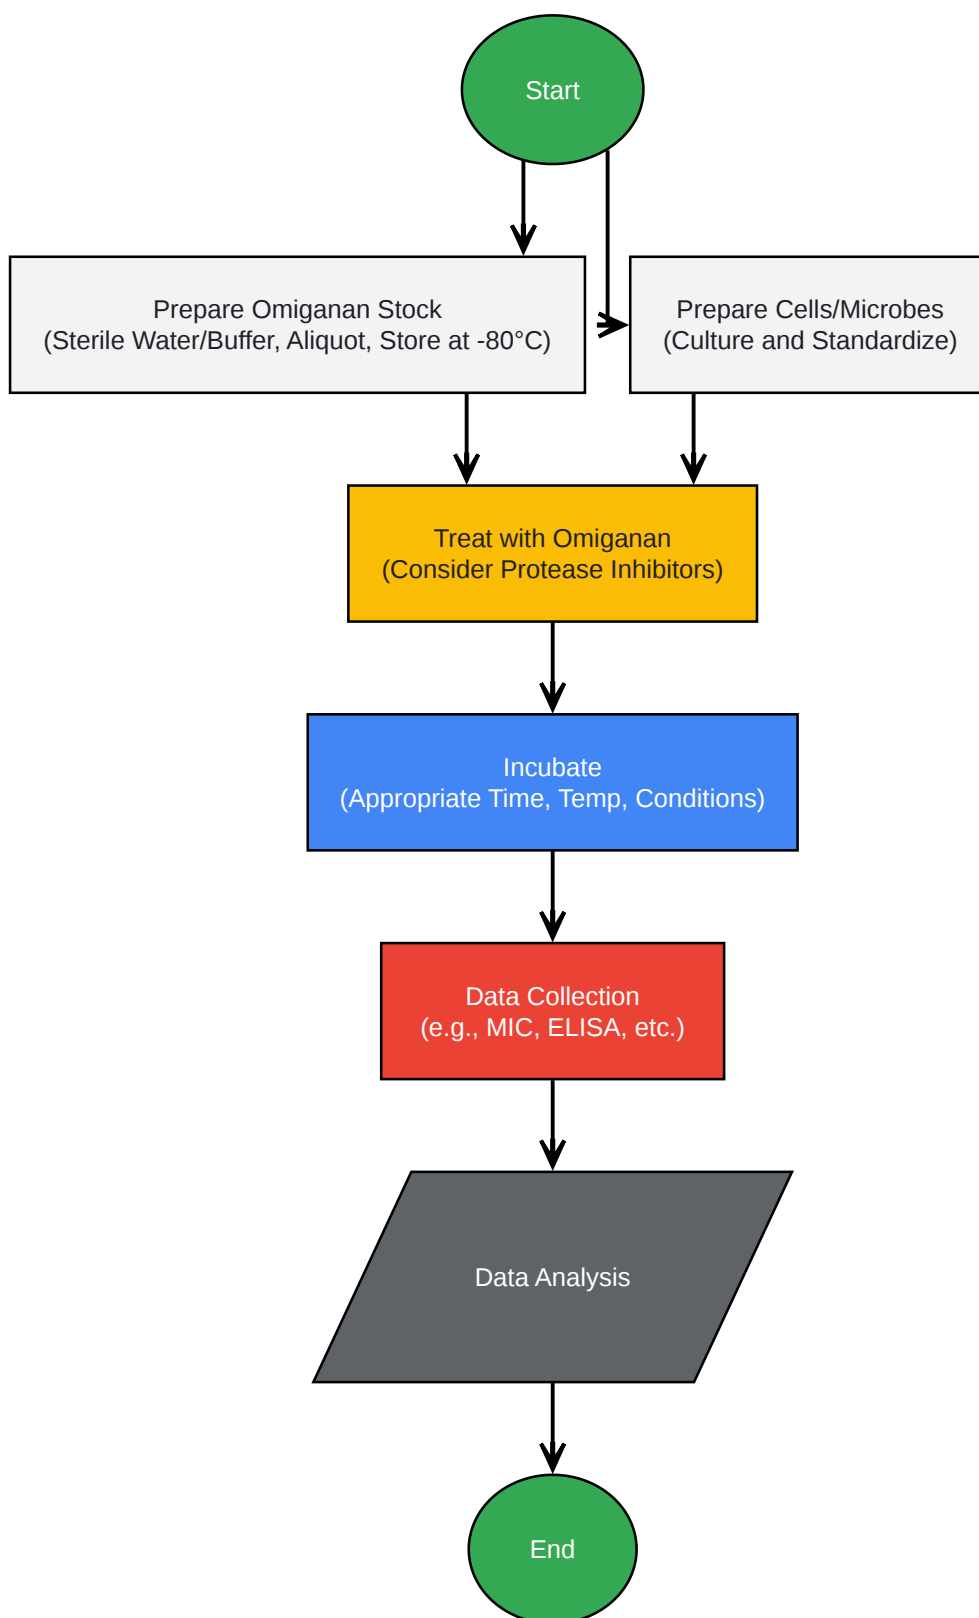 Start
Prepare Omiganan Stock
(Sterile Water/Buffer, Aliquot, Store at -80°C)
Prepare Cells/Microbes
(Culture and Standardize)
Treat with Omiganan
(Consider Protease Inhibitors)
Incubate
(Appropriate Time, Temp, Conditions)
Data Collection
(e.g., MIC, ELISA, etc.)
Data Analysis
End